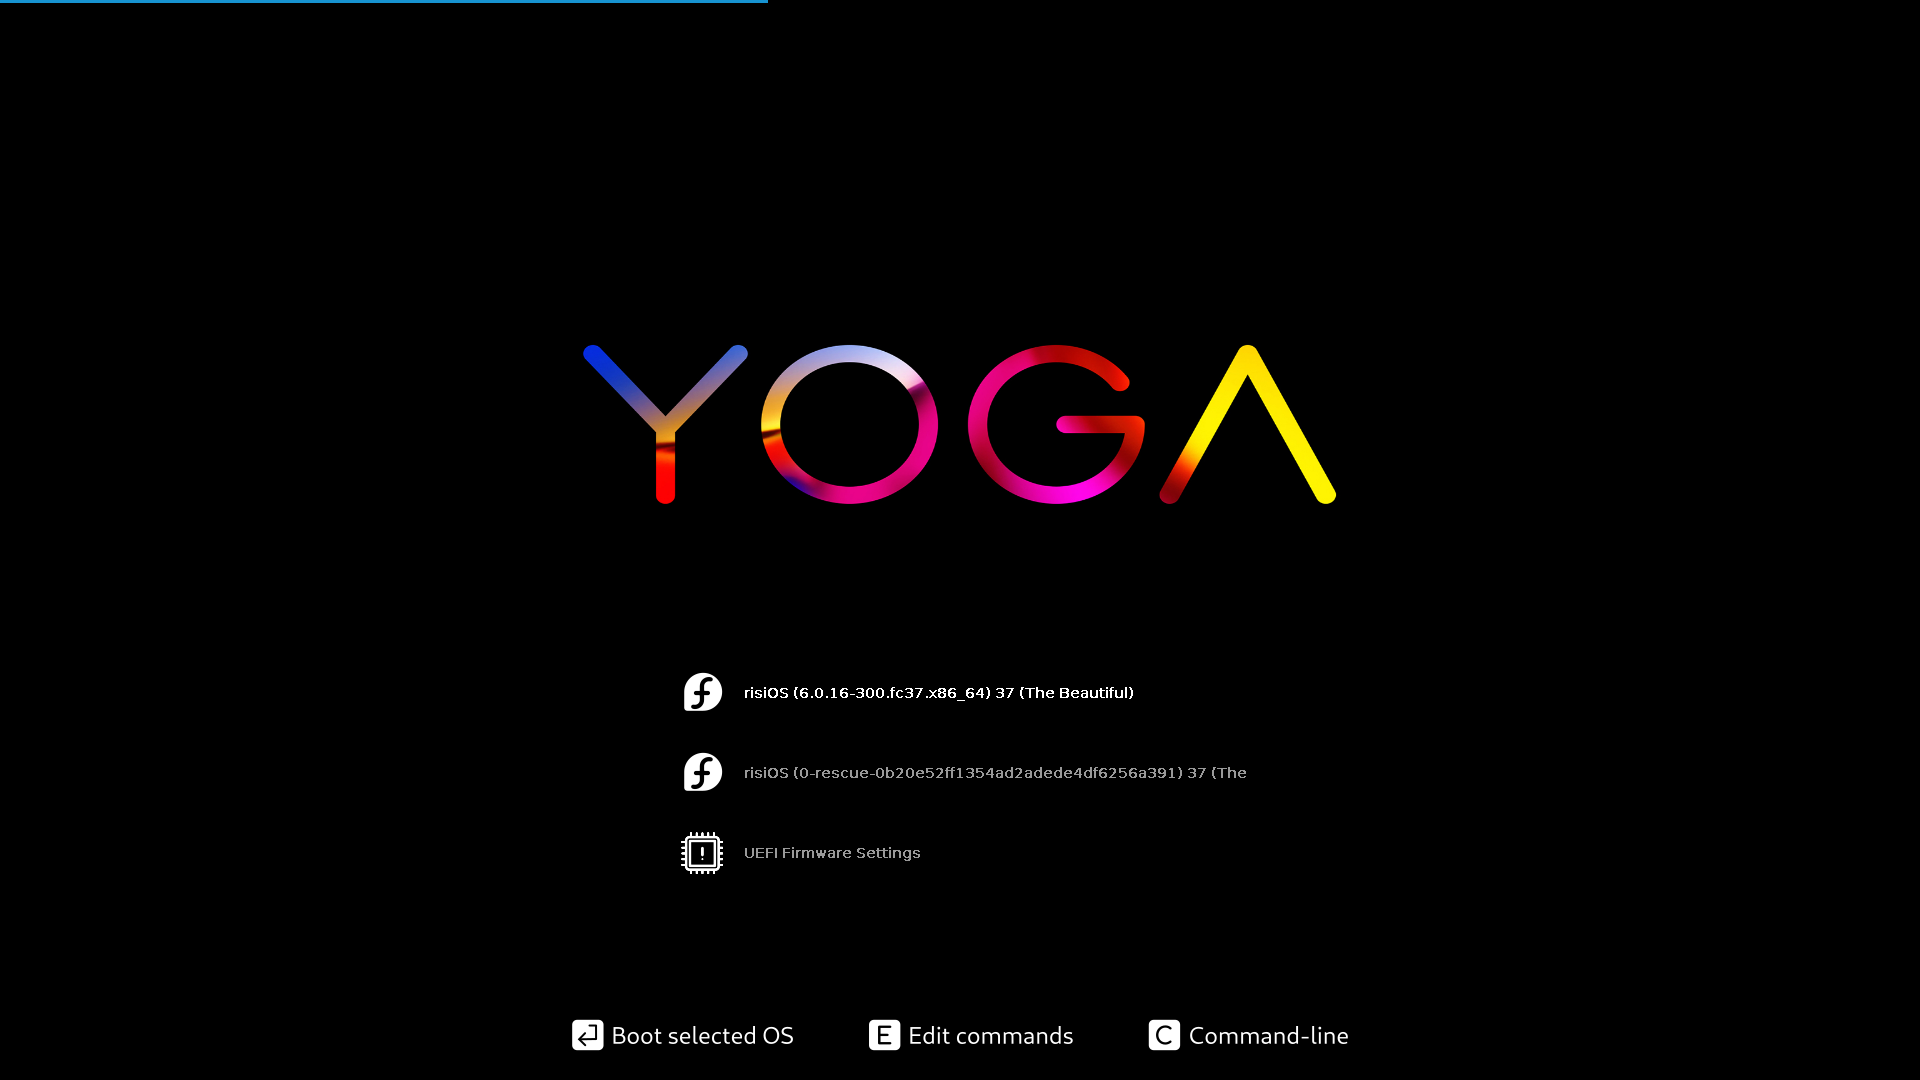 YOGA
risiOS (6.0.16-300.fc37.x86_64) 37 (The Beautiful)
risiOS (0-rescue-0b20e52ff1354ad2adede4df6256a391) 37 (The
UEFI Firmware Settings
Boot selected OS
E Edit commands
C Command-line